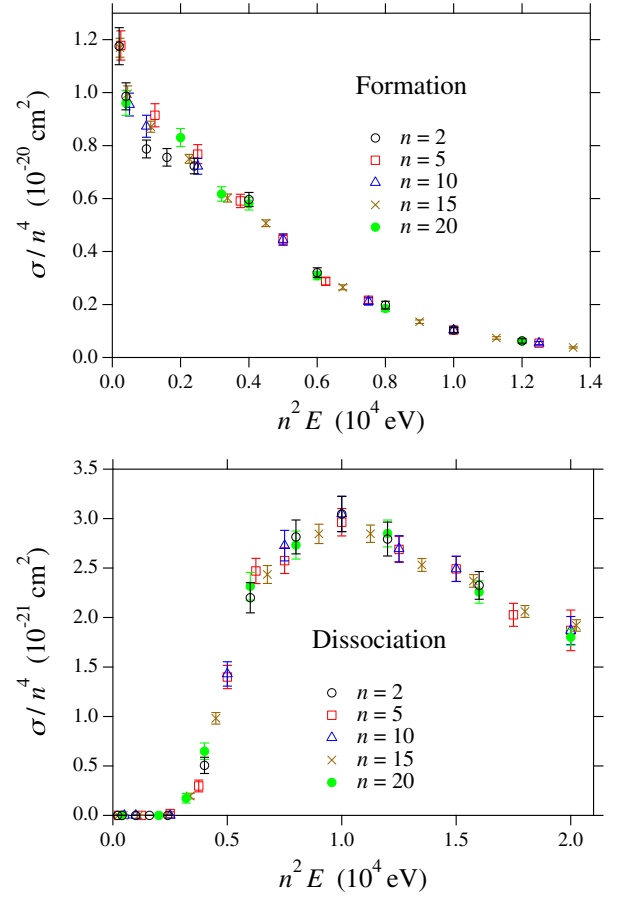 1.2
1.0
0.8
0.6
0.4
0.2
0.0
σ/n⁴ (10⁻²⁰ cm²)
Formation
n = 2
n = 5
n = 10
n = 15
n = 20
0.0 0.2 0.4 0.6 0.8 1.0 1.2 1.4
n² E (10⁴ eV)
3.5
3.0
2.5
2.0
1.5
1.0
0.5
0.0
σ/n⁴ (10⁻²¹ cm²)
Dissociation
n = 2
n = 5
n = 10
n = 15
n = 20
0.0 0.5 1.0 1.5 2.0
n² E (10⁴ eV)